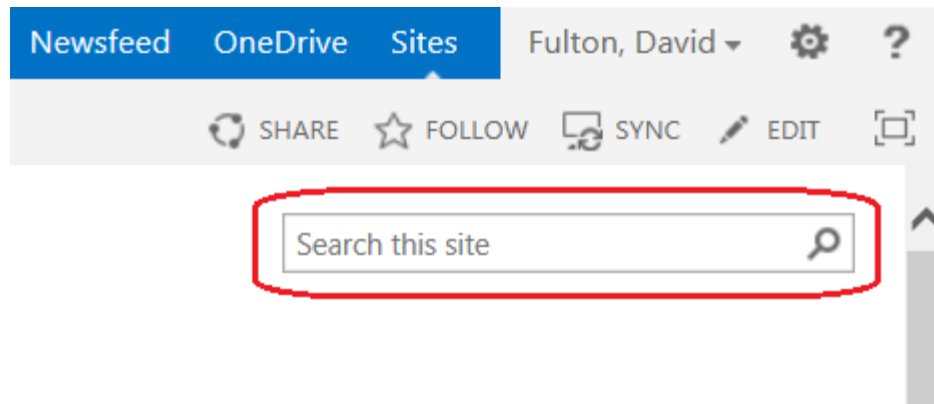 Newsfeed OneDrive Sites Fulton, David ?
SHARE FOLLOW SYNC EDIT
Search this site